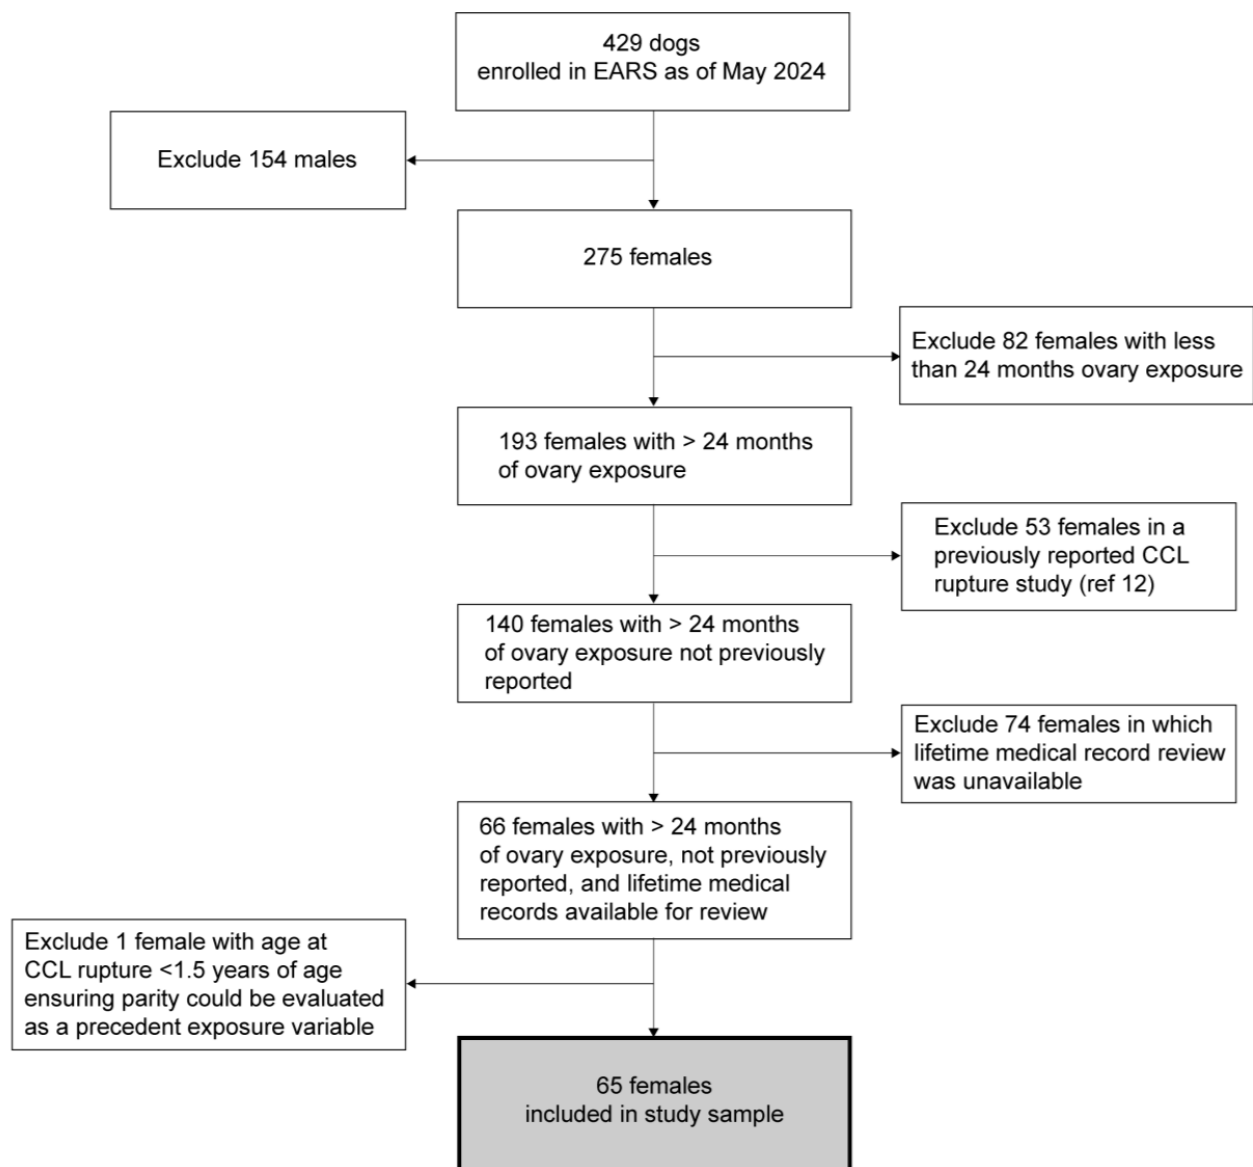 429 dogs
enrolled in EARS as of May 2024
Exclude 154 males
275 females
Exclude 82 females with less
than 24 months ovary exposure
193 females with > 24 months
of ovary exposure
Exclude 53 females in a
previously reported CCL
rupture study (ref 12)
140 females with > 24 months
of ovary exposure not previously
reported
Exclude 74 females in which
lifetime medical record review
was unavailable
66 females with > 24 months
of ovary exposure, not previously
reported, and lifetime medical
records available for review
Exclude 1 female with age at
CCL rupture <1.5 years of age
ensuring parity could be evaluated
as a precedent exposure variable
65 females
included in study sample